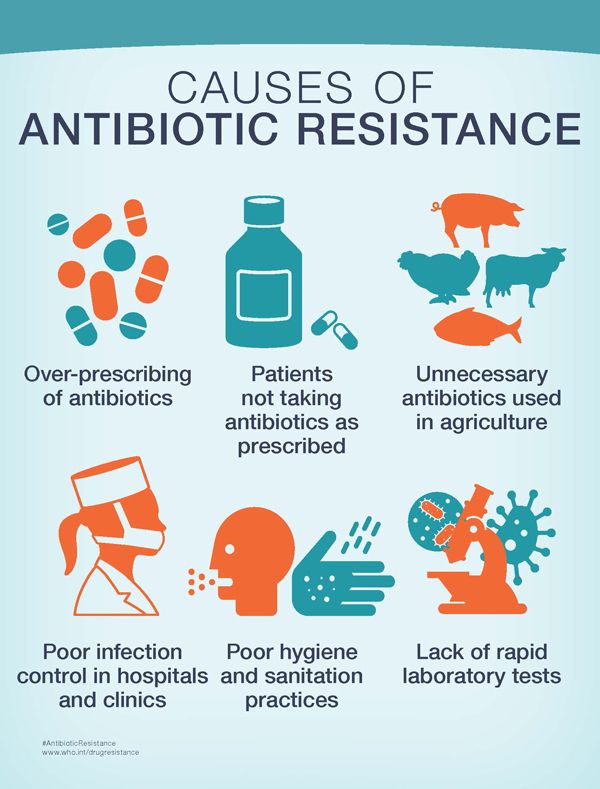 CAUSES OF
ANTIBIOTIC RESISTANCE
Over-prescribing
of antibiotics
Patients
not taking
antibiotics as
prescribed
Unnecessary
antibiotics used
in agriculture
Poor infection
control in hospitals
and clinics
Poor hygiene
and sanitation
practices
Lack of rapid
laboratory tests
#AntibioticResistance
www.who.int/drugresistance